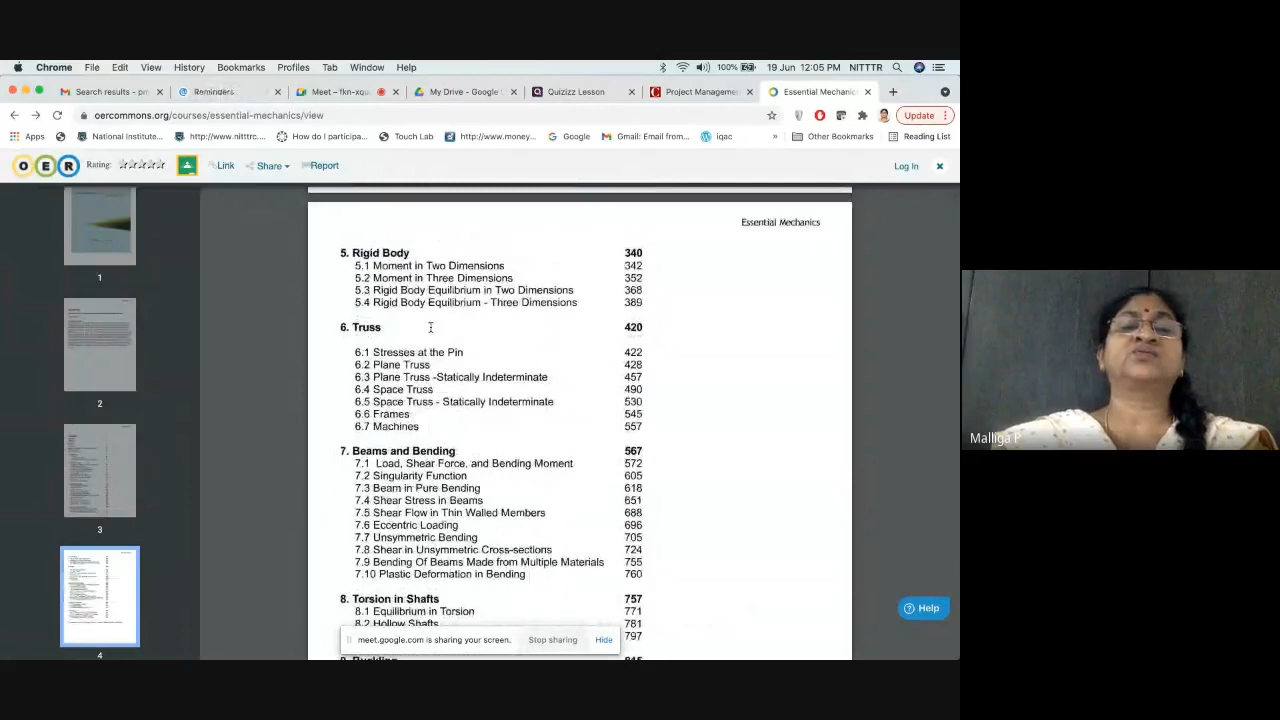 Chrome File Edit View History Bookmarks Profiles Tab Window Help 100% 19 Jun 12:05 PM NITTTR
Search results - pm Reminders Meet – fkn-xqu My Drive - Google Quizizz Lesson Project Managem Essential Mechanic
oercommons.org/courses/essential-mechanics/view Update
Apps National Institute... http://www.nitttrc.... How do I participa... Touch Lab http://www.money... Google Gmail: Email from... iqac » Other Bookmarks Reading List
O E R Rating: Link Share Report Log In
Essential Mechanics
5. Rigid Body 340
5.1 Moment in Two Dimensions 342
5.2 Moment in Three Dimensions 352
5.3 Rigid Body Equilibrium in Two Dimensions 368
5.4 Rigid Body Equilibrium - Three Dimensions 389
6. Truss 420
6.1 Stresses at the Pin 422
6.2 Plane Truss 428
6.3 Plane Truss -Statically Indeterminate 457
6.4 Space Truss 490
6.5 Space Truss - Statically Indeterminate 530
6.6 Frames 545
6.7 Machines 557
7. Beams and Bending 567
7.1 Load, Shear Force, and Bending Moment 572
7.2 Singularity Function 605
7.3 Beam in Pure Bending 618
7.4 Shear Stress in Beams 651
7.5 Shear Flow in Thin Walled Members 688
7.6 Eccentric Loading 696
7.7 Unsymmetric Bending 705
7.8 Shear in Unsymmetric Cross-sections 724
7.9 Bending Of Beams Made from Multiple Materials 755
7.10 Plastic Deformation in Bending 760
8. Torsion in Shafts 757
8.1 Equilibrium in Torsion 771
8.2 Hollow Shafts 781
797
1
2
3
4
meet.google.com is sharing your screen. Stop sharing Hide
Help
Malliga P